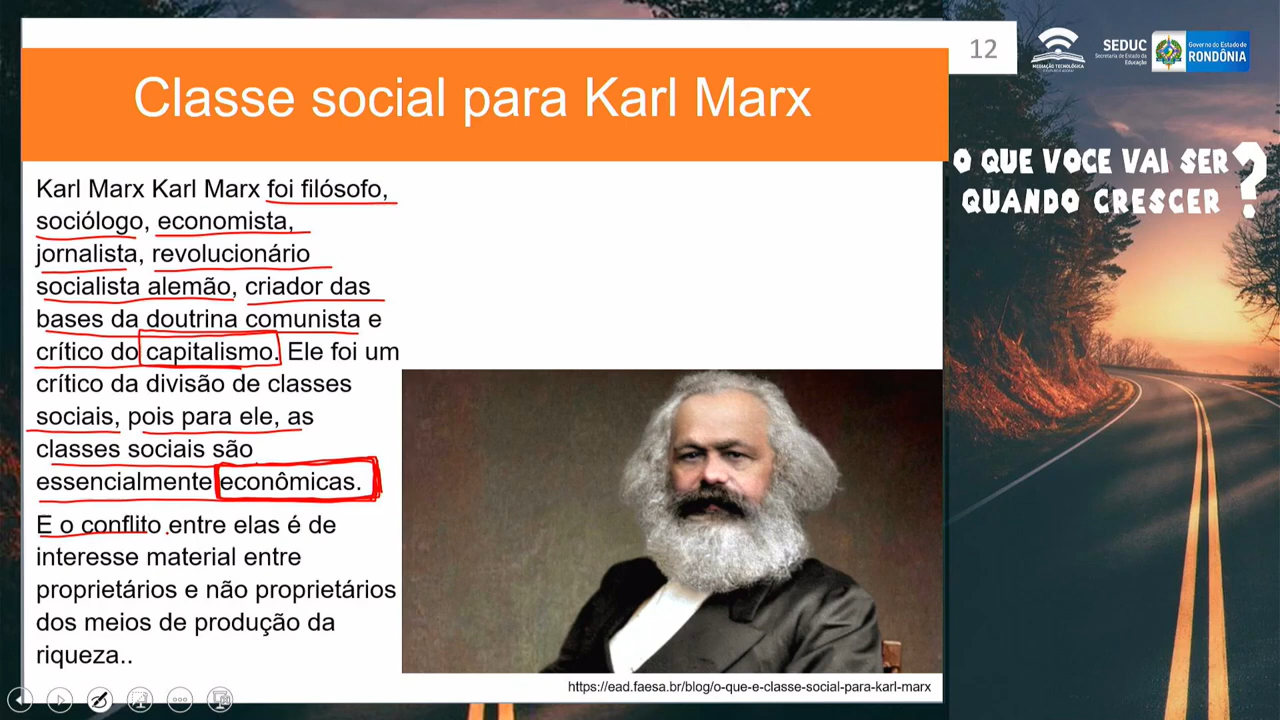 12
SEDUC
Secretaria de Estado da
Educação
Governo do Estado de
RONDÔNIA
MEDIAÇÃO TECNOLÓGICA
Classe social para Karl Marx
O QUE VOCE VAI SER
QUANDO CRESCER ?
Karl Marx Karl Marx foi filósofo,
sociólogo, economista,
jornalista, revolucionário
socialista alemão, criador das
bases da doutrina comunista e
crítico do capitalismo. Ele foi um
crítico da divisão de classes
sociais, pois para ele, as
classes sociais são
essencialmente econômicas.
E o conflito entre elas é de
interesse material entre
proprietários e não proprietários
dos meios de produção da
riqueza..
https://ead.faesa.br/blog/o-que-e-classe-social-para-karl-marx